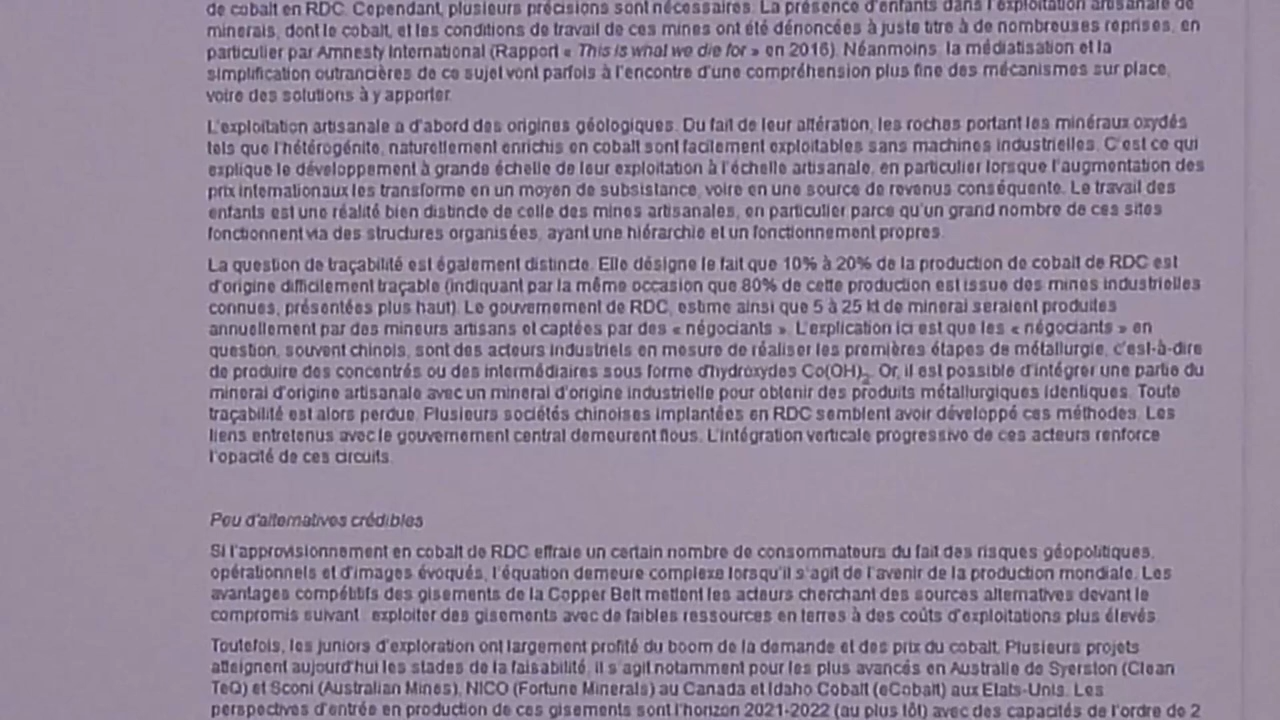 de cobalt en RDC. Cependant, plusieurs précisions sont nécessaires. La présence d'enfants dans l'exploitation artisanale de
minerais, dont le cobalt, et les conditions de travail de ces mines ont été dénoncées à juste titre à de nombreuses reprises, en
particulier par Amnesty International (Rapport « This is what we die for » en 2016). Néanmoins, la médiatisation et la
simplification outrancières de ce sujet vont parfois à l'encontre d'une compréhension plus fine des mécanismes sur place,
voire des solutions à y apporter.
L'exploitation artisanale a d'abord des origines géologiques. Du fait de leur altération, les roches portant les minéraux oxydés
tels que l'hétérogénite, naturellement enrichis en cobalt sont facilement exploitables sans machines industrielles. C'est ce qui
explique le développement à grande échelle de leur exploitation à l'échelle artisanale, en particulier lorsque l'augmentation des
prix internationaux les transforme en un moyen de subsistance, voire en une source de revenus conséquente. Le travail des
enfants est une réalité bien distincte de celle des mines artisanales, en particulier parce qu'un grand nombre de ces sites
fonctionnent via des structures organisées, ayant une hiérarchie et un fonctionnement propres.
La question de traçabilité est également distincte. Elle désigne le fait que 10% à 20% de la production de cobalt de RDC est
d'origine difficilement traçable (indiquant par la même occasion que 80% de cette production est issue des mines industrielles
connues, présentées plus haut). Le gouvernement de RDC, estime ainsi que 5 à 25 kt de minerai seraient produites
annuellement par des mineurs artisans et captées par des « négociants ». L'explication ici est que les « négociants » en
question, souvent chinois, sont des acteurs industriels en mesure de réaliser les premières étapes de métallurgie, c'est-à-dire
de produire des concentrés ou des intermédiaires sous forme d'hydroxydes Co(OH)₂. Or, il est possible d'intégrer une partie du
minerai d'origine artisanale avec un minerai d'origine industrielle pour obtenir des produits métallurgiques identiques. Toute
traçabilité est alors perdue. Plusieurs sociétés chinoises implantées en RDC semblent avoir développé ces méthodes. Les
liens entretenus avec le gouvernement central demeurent flous. L'intégration verticale progressive de ces acteurs renforce
l'opacité de ces circuits.
Peu d'alternatives crédibles
Si l'approvisionnement en cobalt de RDC effraie un certain nombre de consommateurs du fait des risques géopolitiques,
opérationnels et d'images évoqués, l'équation demeure complexe lorsqu'il s'agit de l'avenir de la production mondiale. Les
avantages compétitifs des gisements de la Copper Belt mettent les acteurs cherchant des sources alternatives devant le
compromis suivant : exploiter des gisements avec de faibles ressources en terres à des coûts d'exploitations plus élevés.
Toutefois, les juniors d'exploration ont largement profité du boom de la demande et des prix du cobalt. Plusieurs projets
atteignent aujourd'hui les stades de la faisabilité, il s'agit notamment pour les plus avancés en Australie de Syerston (Clean
TeQ) et Sconi (Australian Mines), NICO (Fortune Minerals) au Canada et Idaho Cobalt (eCobalt) aux Etats-Unis. Les
perspectives d'entrée en production de ces gisements sont l'horizon 2021-2022 (au plus tôt) avec des capacités de l'ordre de 2